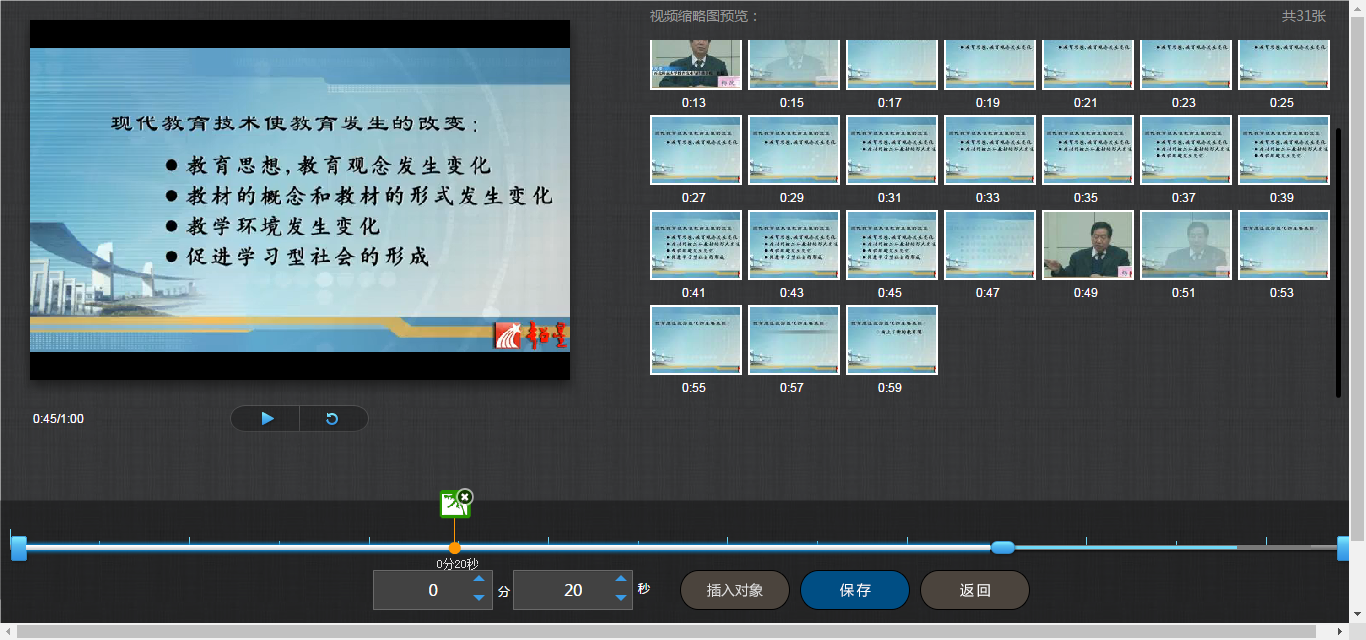 视频缩略图预览：
共31张
现代教育技术使教育发生的改变：
● 教育思想,教育观念发生变化
● 教材的概念和教材的形式发生变化
● 教学环境发生变化
● 促进学习型社会的形成
超星
0:13
0:15
0:17
0:19
0:21
0:23
0:25
0:27
0:29
0:31
0:33
0:35
0:37
0:39
0:41
0:43
0:45
0:47
0:49
0:51
0:53
0:55
0:57
0:59
0:45/1:00
0分20秒
0 分 20 秒
插入对象
保存
返回